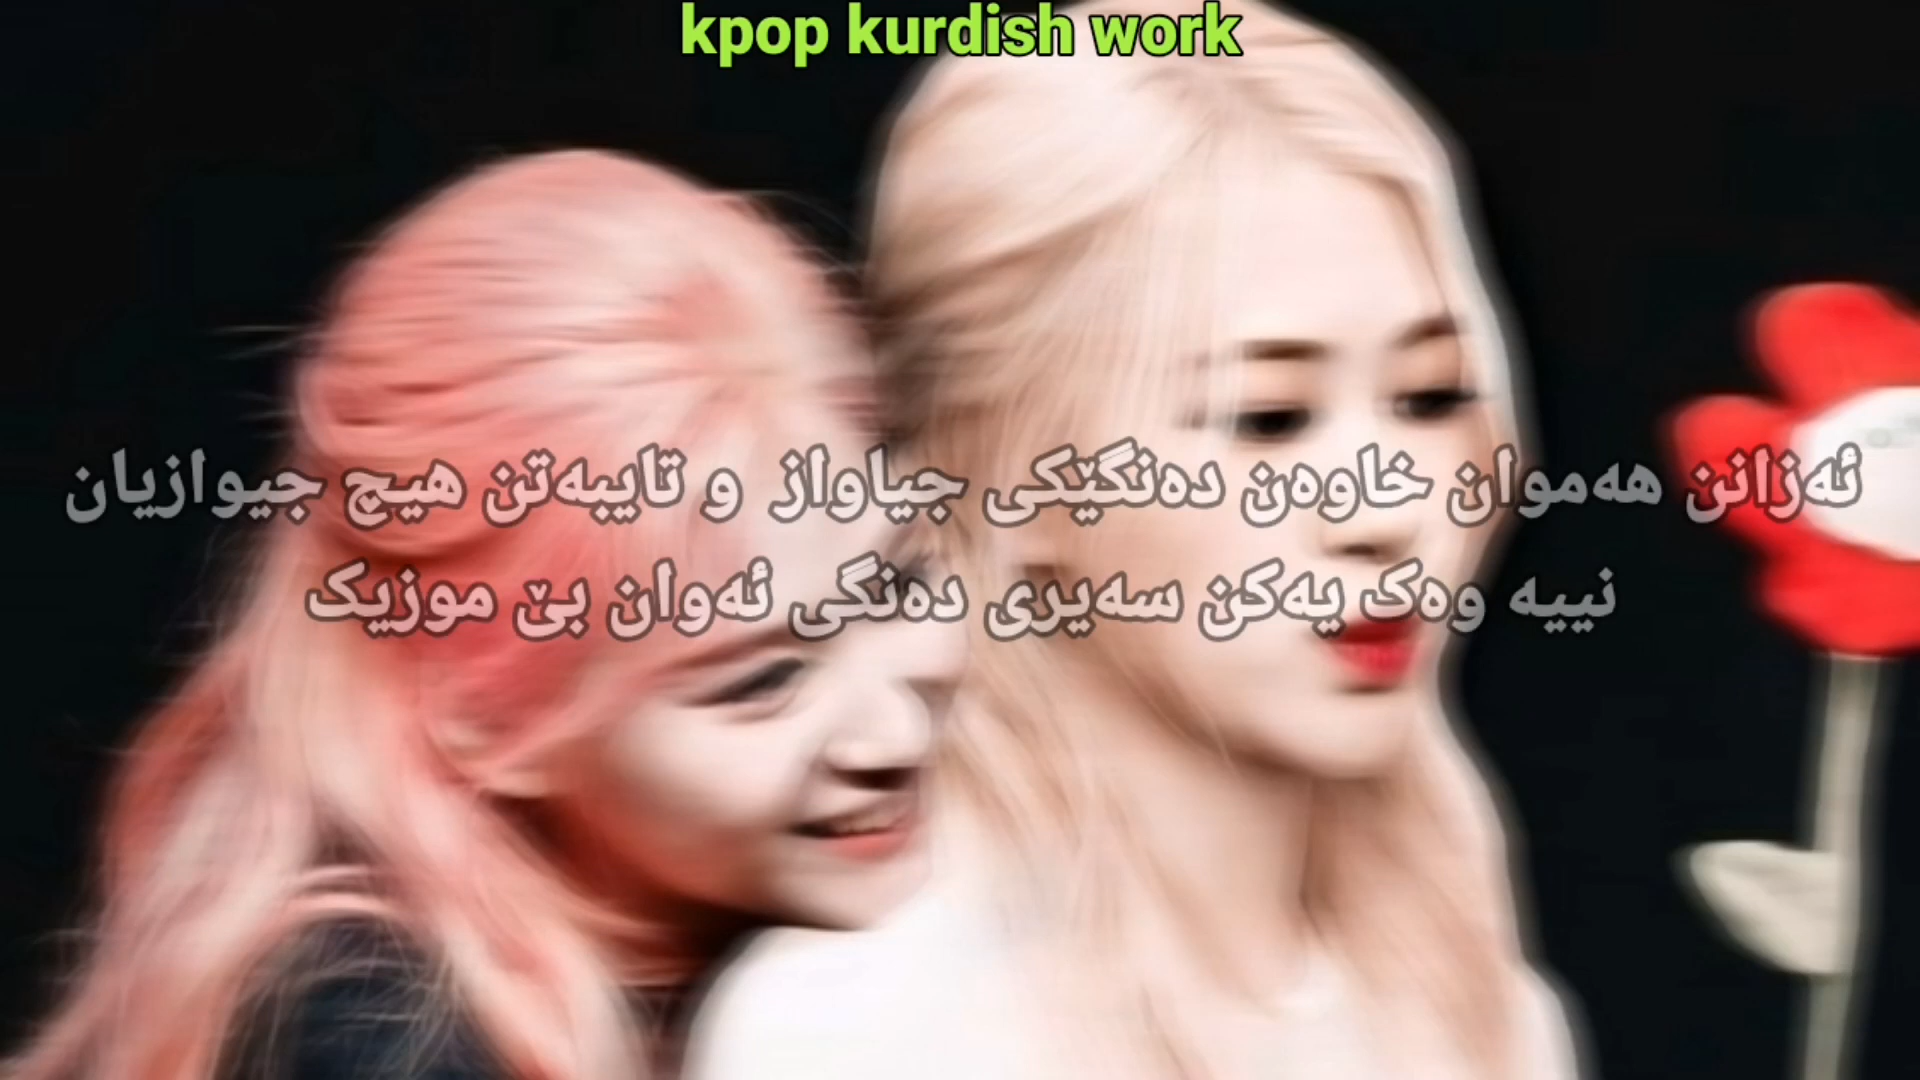 kpop kurdish work
ئەزانن هەموان خاوەن دەنگێکی جیاواز و تایبەتن هیچ جیوازیان
نییە وەک یەکن سەیری دەنگی ئەوان بێ موزیک